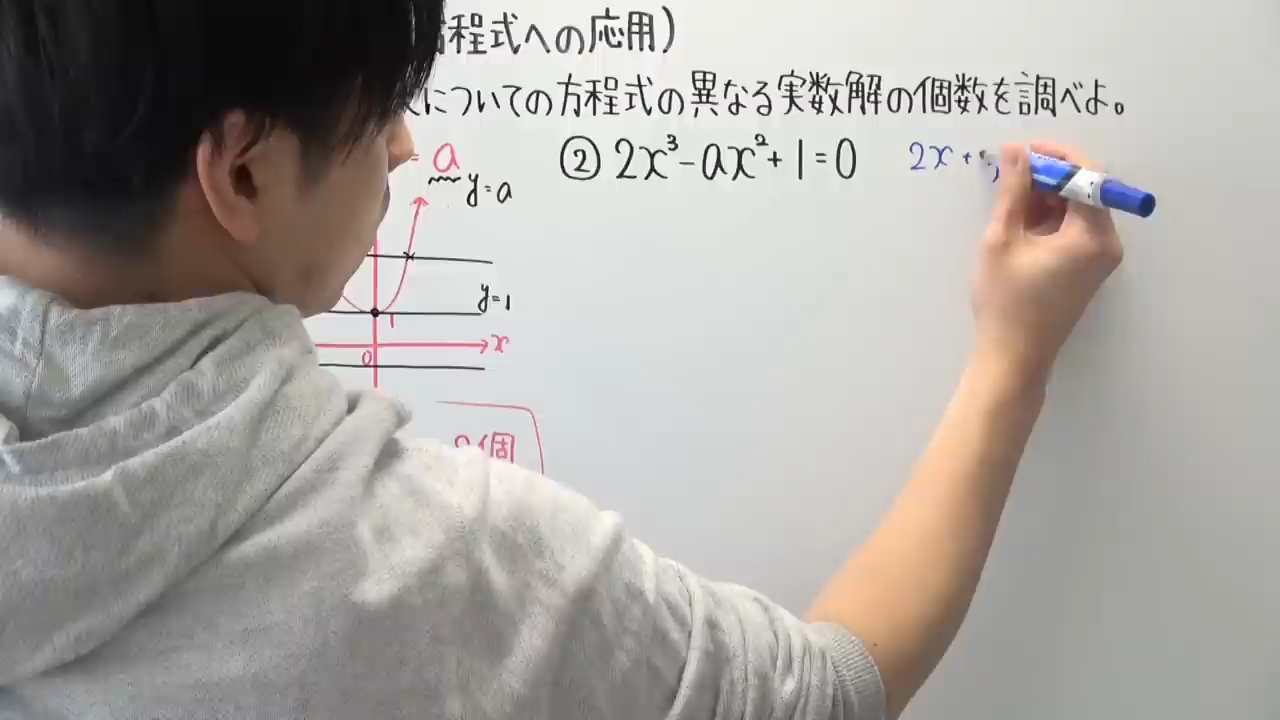 程式への応用)
についての方程式の異なる実数解の個数を調べよ。
= a
② 2x³-ax²+1=0
2x+
y=a
y=1
1
x
0
個